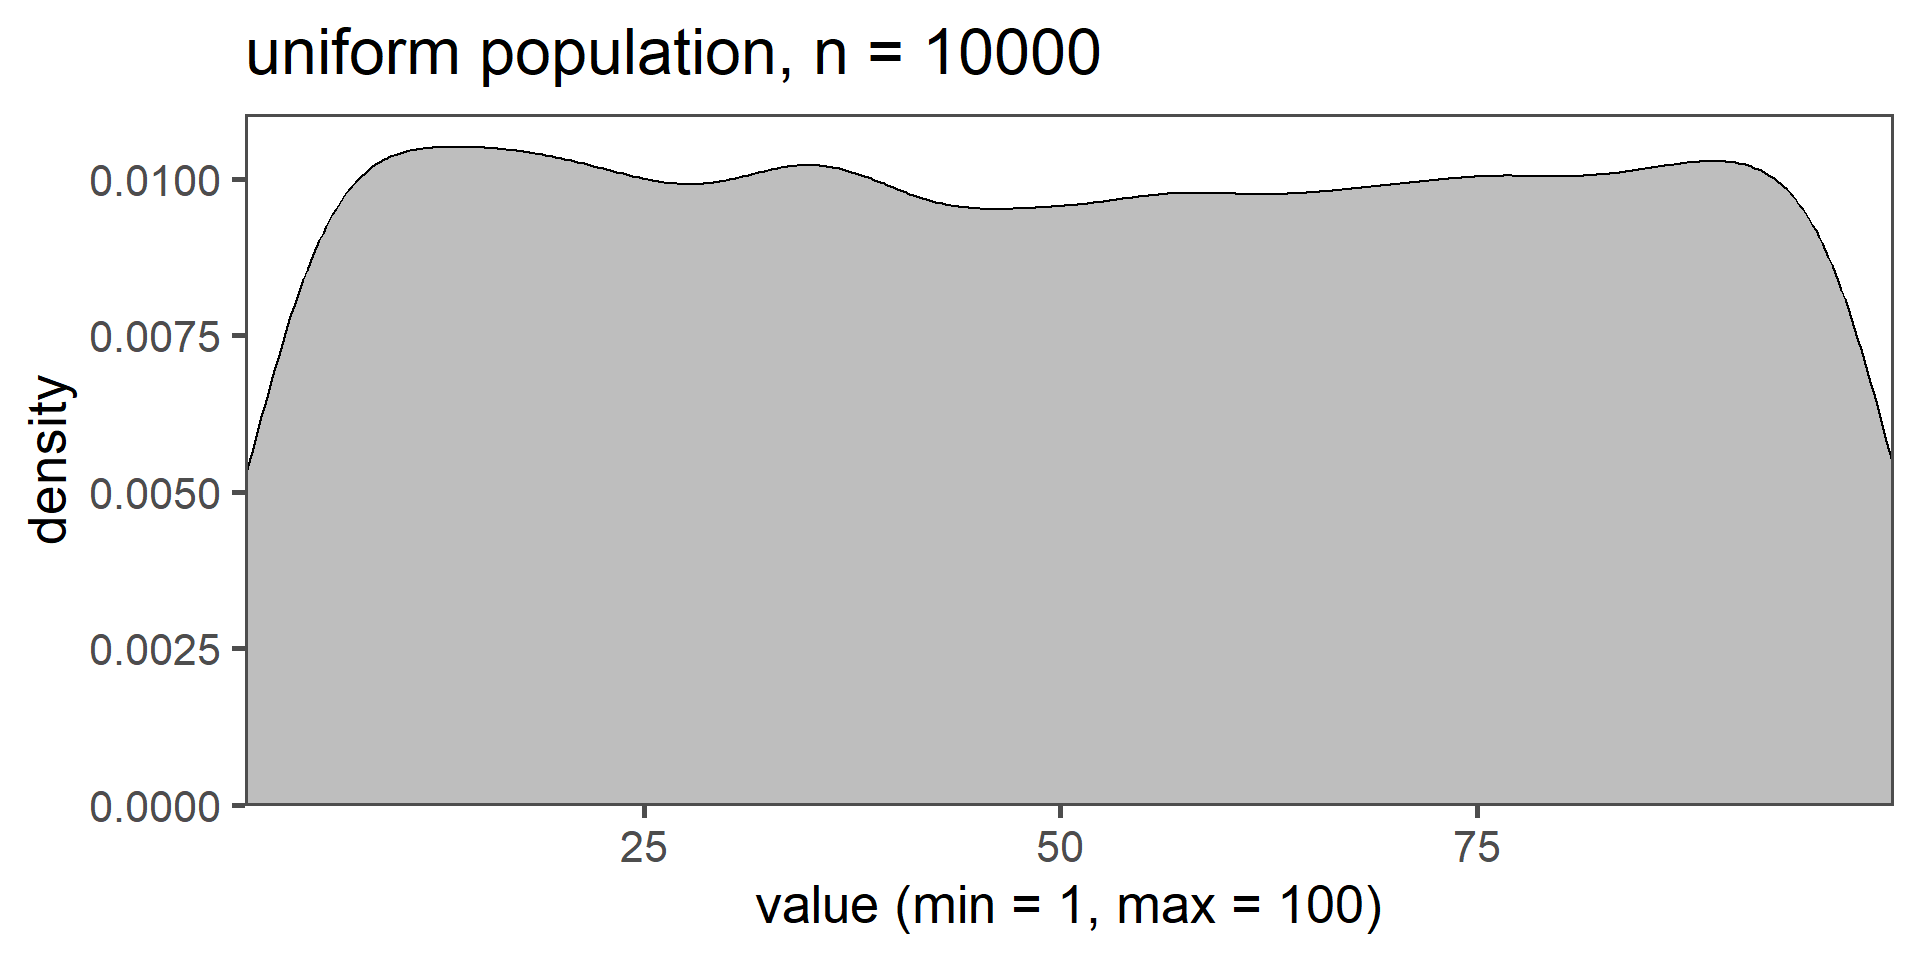 uniform population, n = 10000
density
0.0100
0.0075
0.0050
0.0025
0.0000
25 50 75
value (min = 1, max = 100)